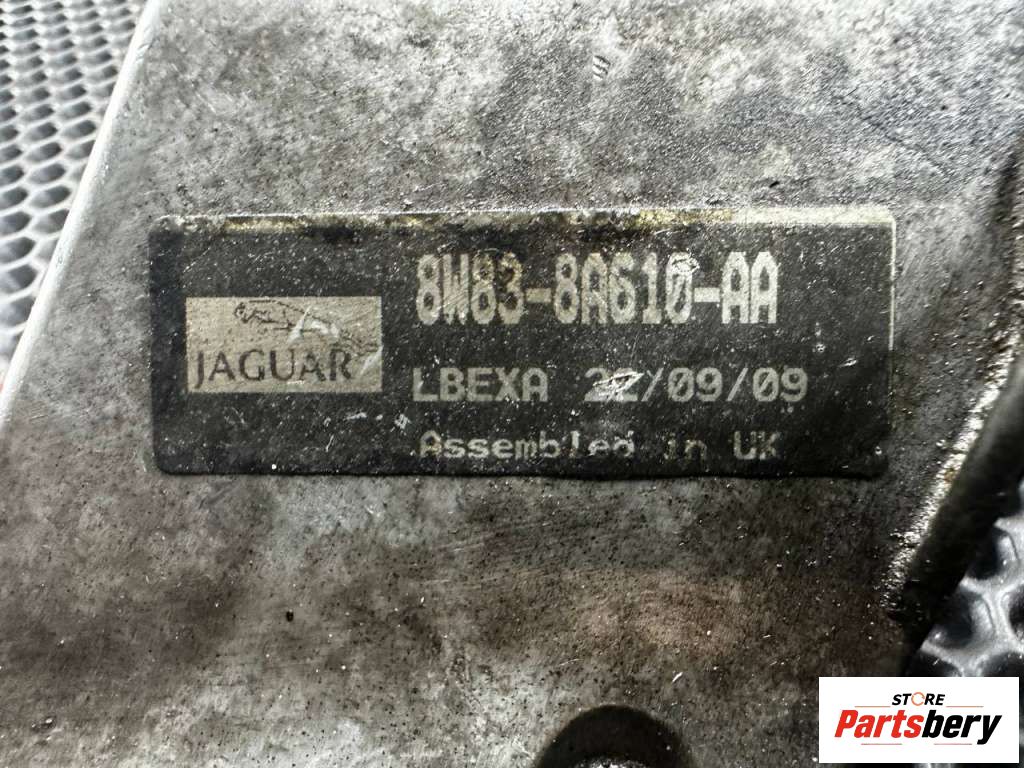 8W83-8A610-AA
JAGUAR
LBEXA 22/09/09
Assembled in UK
STORE
Partsbery